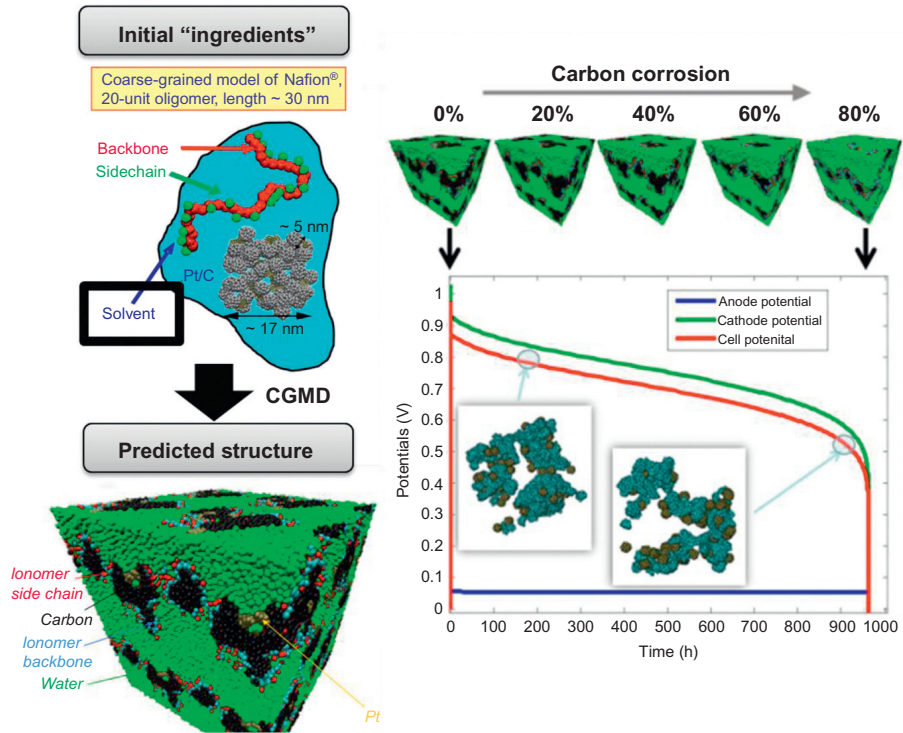 Initial “ingredients”
Coarse-grained model of Nafion®,
20-unit oligomer, length ~ 30 nm
Backbone
Sidechain
~ 5 nm
Pt/C
Solvent
~ 17 nm
CGMD
Predicted structure
Ionomer
side chain
Carbon
Ionomer
backbone
Water
Pt
Carbon corrosion
0% 20% 40% 60% 80%
Anode potential
Cathode potential
Cell potenital
Potentials (V)
1
0.9
0.8
0.7
0.6
0.5
0.4
0.3
0.2
0.1
0
0 100 200 300 400 500 600 700 800 900 1000
Time (h)